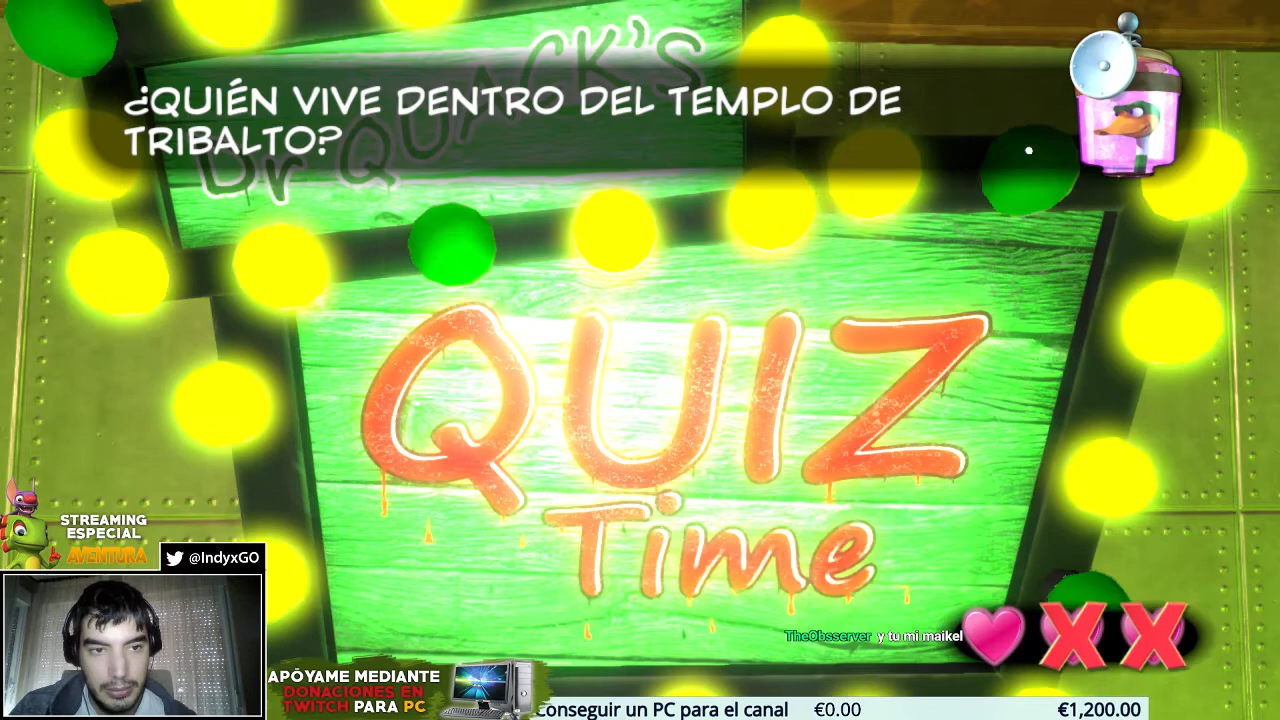 Dr QUACK'S
¿QUIÉN VIVE DENTRO DEL TEMPLO DE
TRIBALTO?
QUIZ
Time
STREAMING
ESPECIAL
AVENTURA
@IndyxGO
TheObsserver y tu mi maikel
APÓYAME MEDIANTE
DONACIONES EN
TWITCH PARA PC
Conseguir un PC para el canal €0.00 €1,200.00